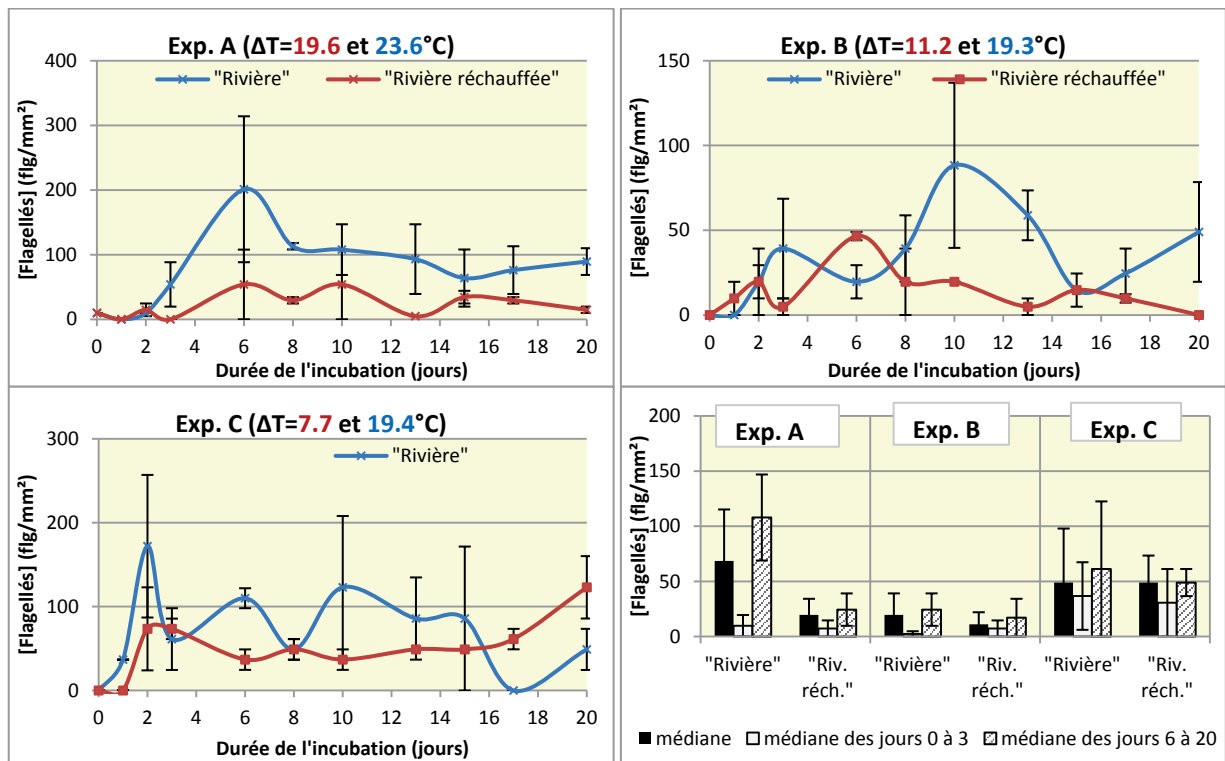 Exp. A (ΔT=19.6 et 23.6°C)
"Rivière" "Rivière réchauffée"
[Flagellés] (flg/mm²)
400
300
200
100
0
0 2 4 6 8 10 12 14 16 18 20
Durée de l'incubation (jours)
Exp. B (ΔT=11.2 et 19.3°C)
"Rivière" "Rivière réchauffée"
[Flagellés] (flg/mm²)
150
100
50
0
0 2 4 6 8 10 12 14 16 18 20
Durée de l'incubation (jours)
Exp. C (ΔT=7.7 et 19.4°C)
"Rivière"
[Flagellés] (flg/mm²)
300
200
100
0
0 2 4 6 8 10 12 14 16 18 20
Durée de l'incubation (jours)
Exp. A Exp. B Exp. C
[Flagellés] (flg/mm²)
200
150
100
50
0
"Rivière" "Riv. "Rivière" "Riv. "Rivière" "Riv.
réch." réch." réch."
médiane médiane des jours 0 à 3 médiane des jours 6 à 20